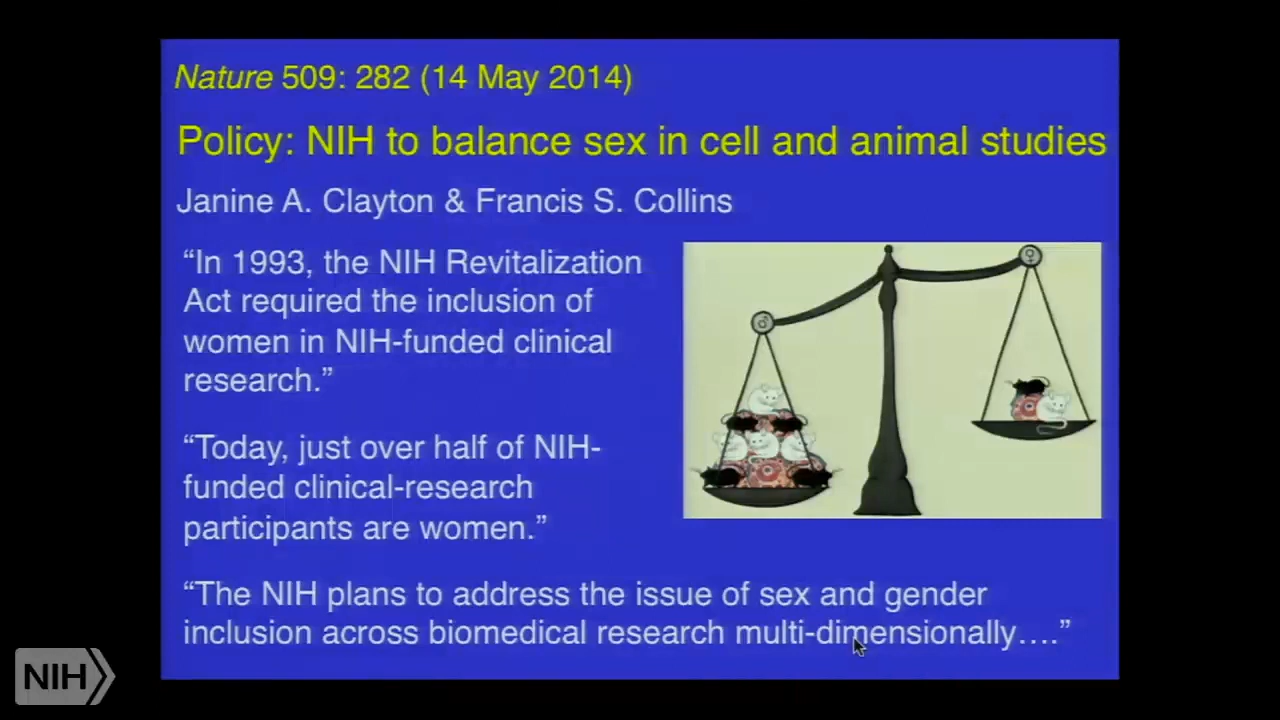 Nature 509: 282 (14 May 2014)
Policy: NIH to balance sex in cell and animal studies
Janine A. Clayton & Francis S. Collins
“In 1993, the NIH Revitalization
Act required the inclusion of
women in NIH-funded clinical
research.”
“Today, just over half of NIH-
funded clinical-research
participants are women.”
“The NIH plans to address the issue of sex and gender
inclusion across biomedical research multi-dimensionally….”
♂
♀
NIH